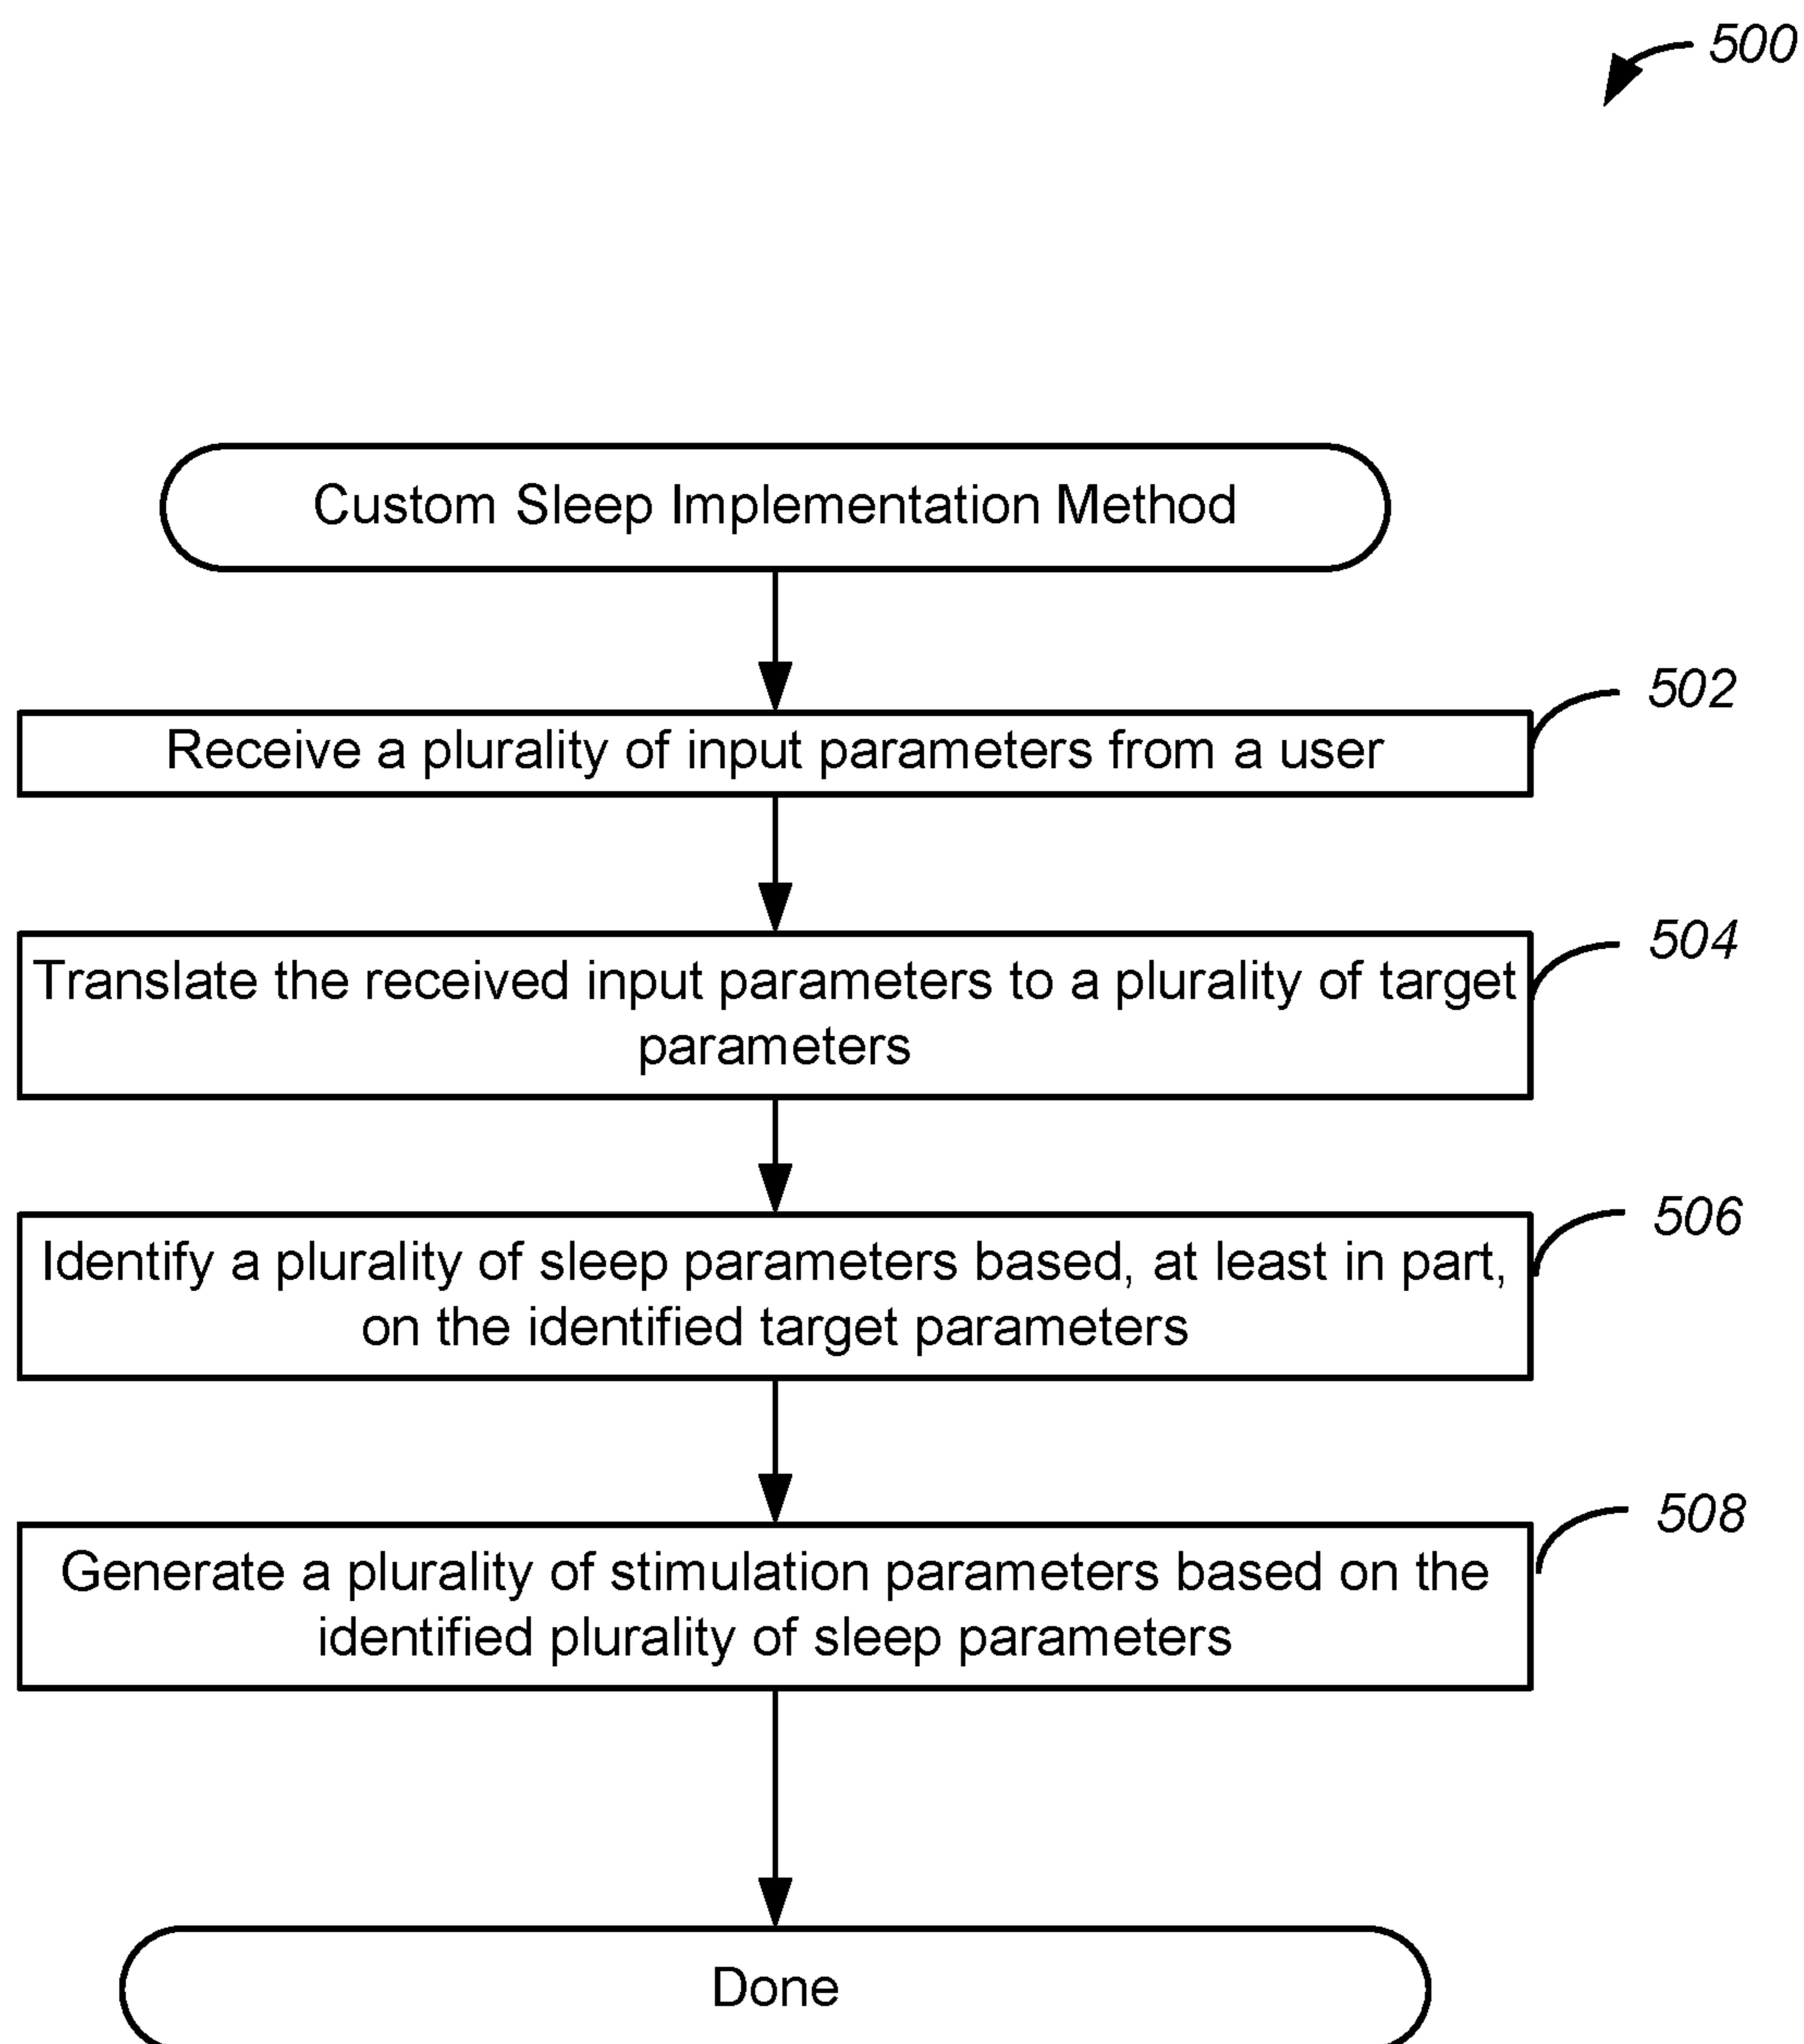 500
Custom Sleep Implementation Method
502
Receive a plurality of input parameters from a user
504
Translate the received input parameters to a plurality of target
parameters
506
Identify a plurality of sleep parameters based, at least in part,
on the identified target parameters
508
Generate a plurality of stimulation parameters based on the
identified plurality of sleep parameters
Done